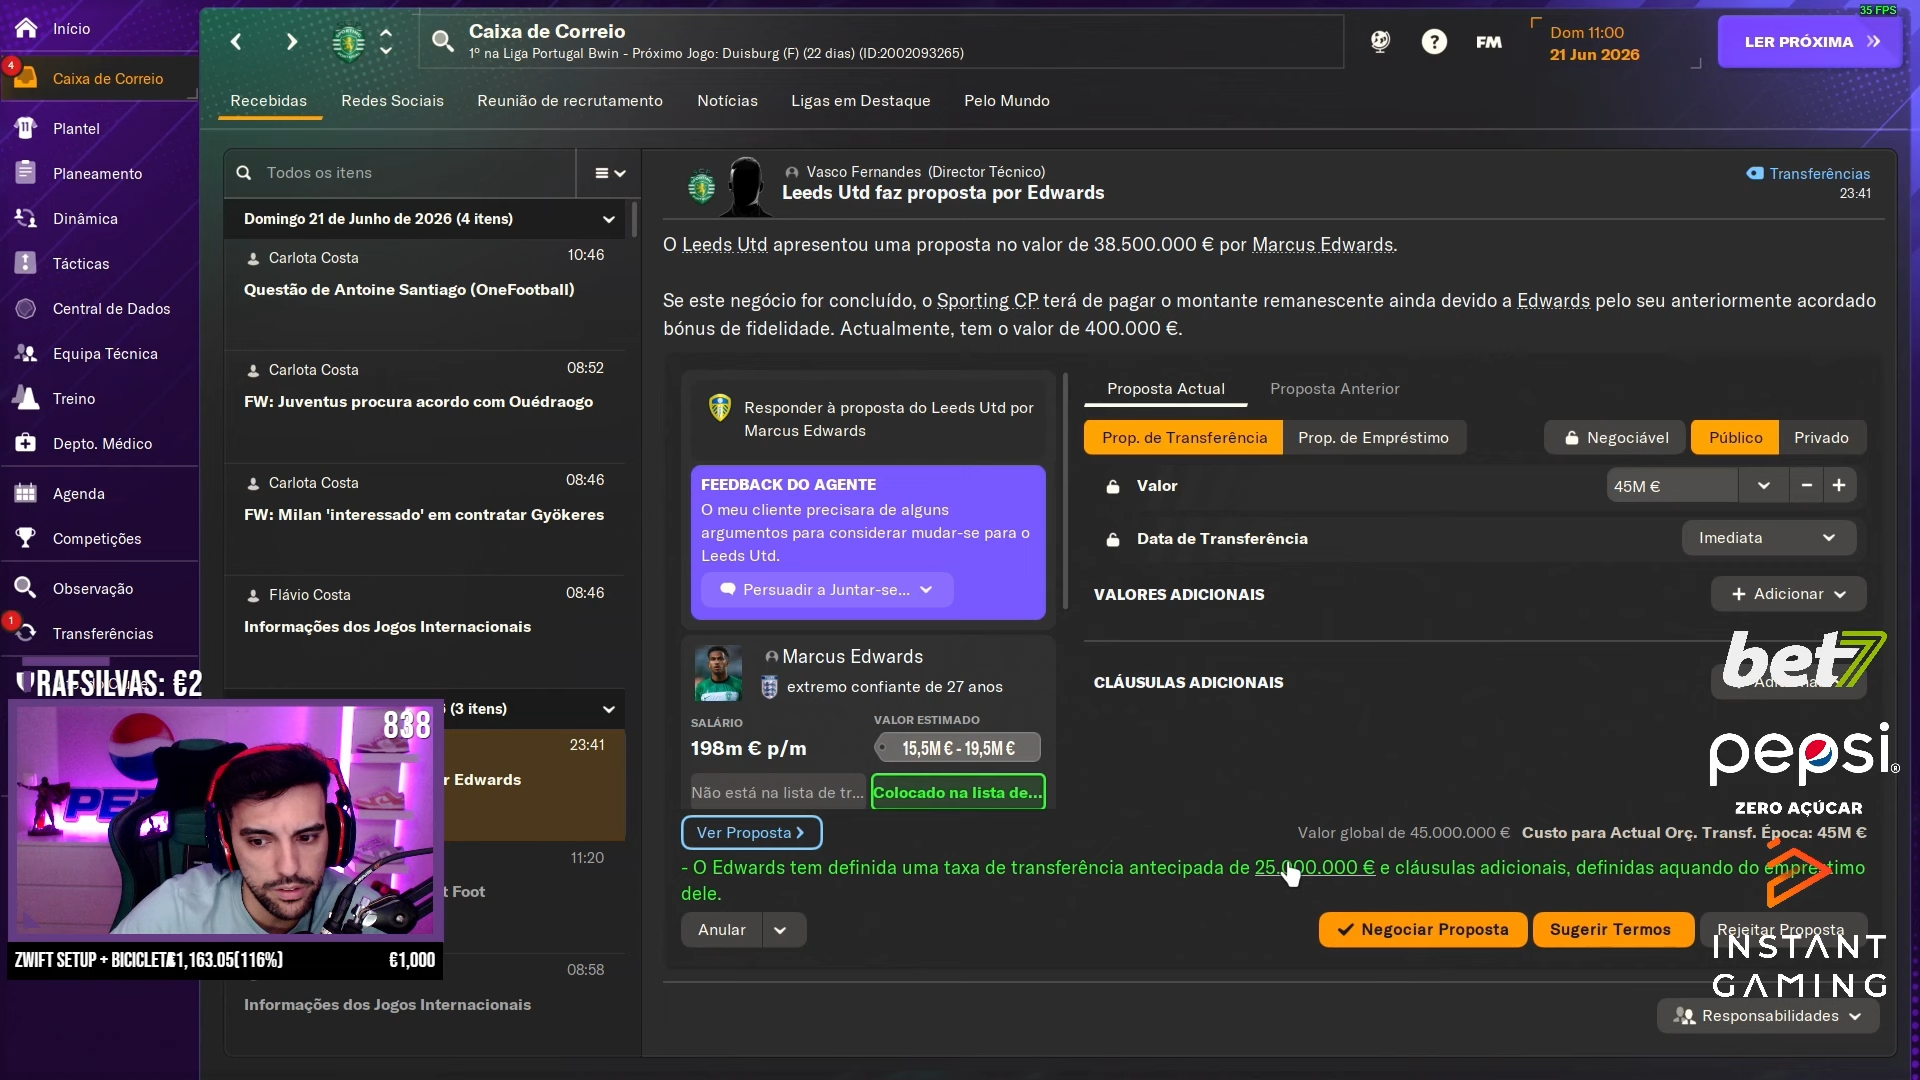 35 FPS
Início
Caixa de Correio
1º na Liga Portugal Bwin - Próximo Jogo: Duisburg (F) (22 dias) (ID:2002093265)
?
FM
Dom 11:00
21 Jun 2026
LER PRÓXIMA
4
Caixa de Correio
Recebidas
Redes Sociais
Reunião de recrutamento
Notícias
Ligas em Destaque
Pelo Mundo
11
Plantel
Planeamento
Dinâmica
Tácticas
Central de Dados
Equipa Técnica
Treino
Depto. Médico
Agenda
Competições
Observação
1
Transferências
Todos os itens
Domingo 21 de Junho de 2026 (4 itens)
Carlota Costa
10:46
Questão de Antoine Santiago (OneFootball)
Carlota Costa
08:52
FW: Juventus procura acordo com Ouédraogo
Carlota Costa
08:46
FW: Milan 'interessado' em contratar Gyökeres
Flávio Costa
08:46
Informações dos Jogos Internacionais
(3 itens)
23:41
r Edwards
11:20
t Foot
08:58
Informações dos Jogos Internacionais
Vasco Fernandes (Director Técnico)
Leeds Utd faz proposta por Edwards
Transferências
23:41
O Leeds Utd apresentou uma proposta no valor de 38.500.000 € por Marcus Edwards.
Se este negócio for concluído, o Sporting CP terá de pagar o montante remanescente ainda devido a Edwards pelo seu anteriormente acordado
bónus de fidelidade. Actualmente, tem o valor de 400.000 €.
Responder à proposta do Leeds Utd por
Marcus Edwards
FEEDBACK DO AGENTE
O meu cliente precisara de alguns
argumentos para considerar mudar-se para o
Leeds Utd.
Persuadir a Juntar-se...
Marcus Edwards
extremo confiante de 27 anos
SALÁRIO
198m € p/m
VALOR ESTIMADO
15,5M € - 19,5M €
Não está na lista de tr...
Colocado na lista de...
Proposta Actual
Proposta Anterior
Prop. de Transferência
Prop. de Empréstimo
Negociável
Público
Privado
Valor
45M €
Data de Transferência
Imediata
VALORES ADICIONAIS
Adicionar
CLÁUSULAS ADICIONAIS
Ver Proposta
Valor global de 45.000.000 €
Custo para Actual Orç. Transf. Época: 45M €
- O Edwards tem definida uma taxa de transferência antecipada de 25.000.000 € e cláusulas adicionais, definidas aquando do empréstimo
dele.
Anular
Negociar Proposta
Sugerir Termos
Rejeitar Proposta
Responsabilidades
bet7
pepsi
ZERO AÇÚCAR
INSTANT
GAMING
RAFSILVAS: €2
838
ZWIFT SETUP + BICICLETA
€1,163.05(116%)
€1,000